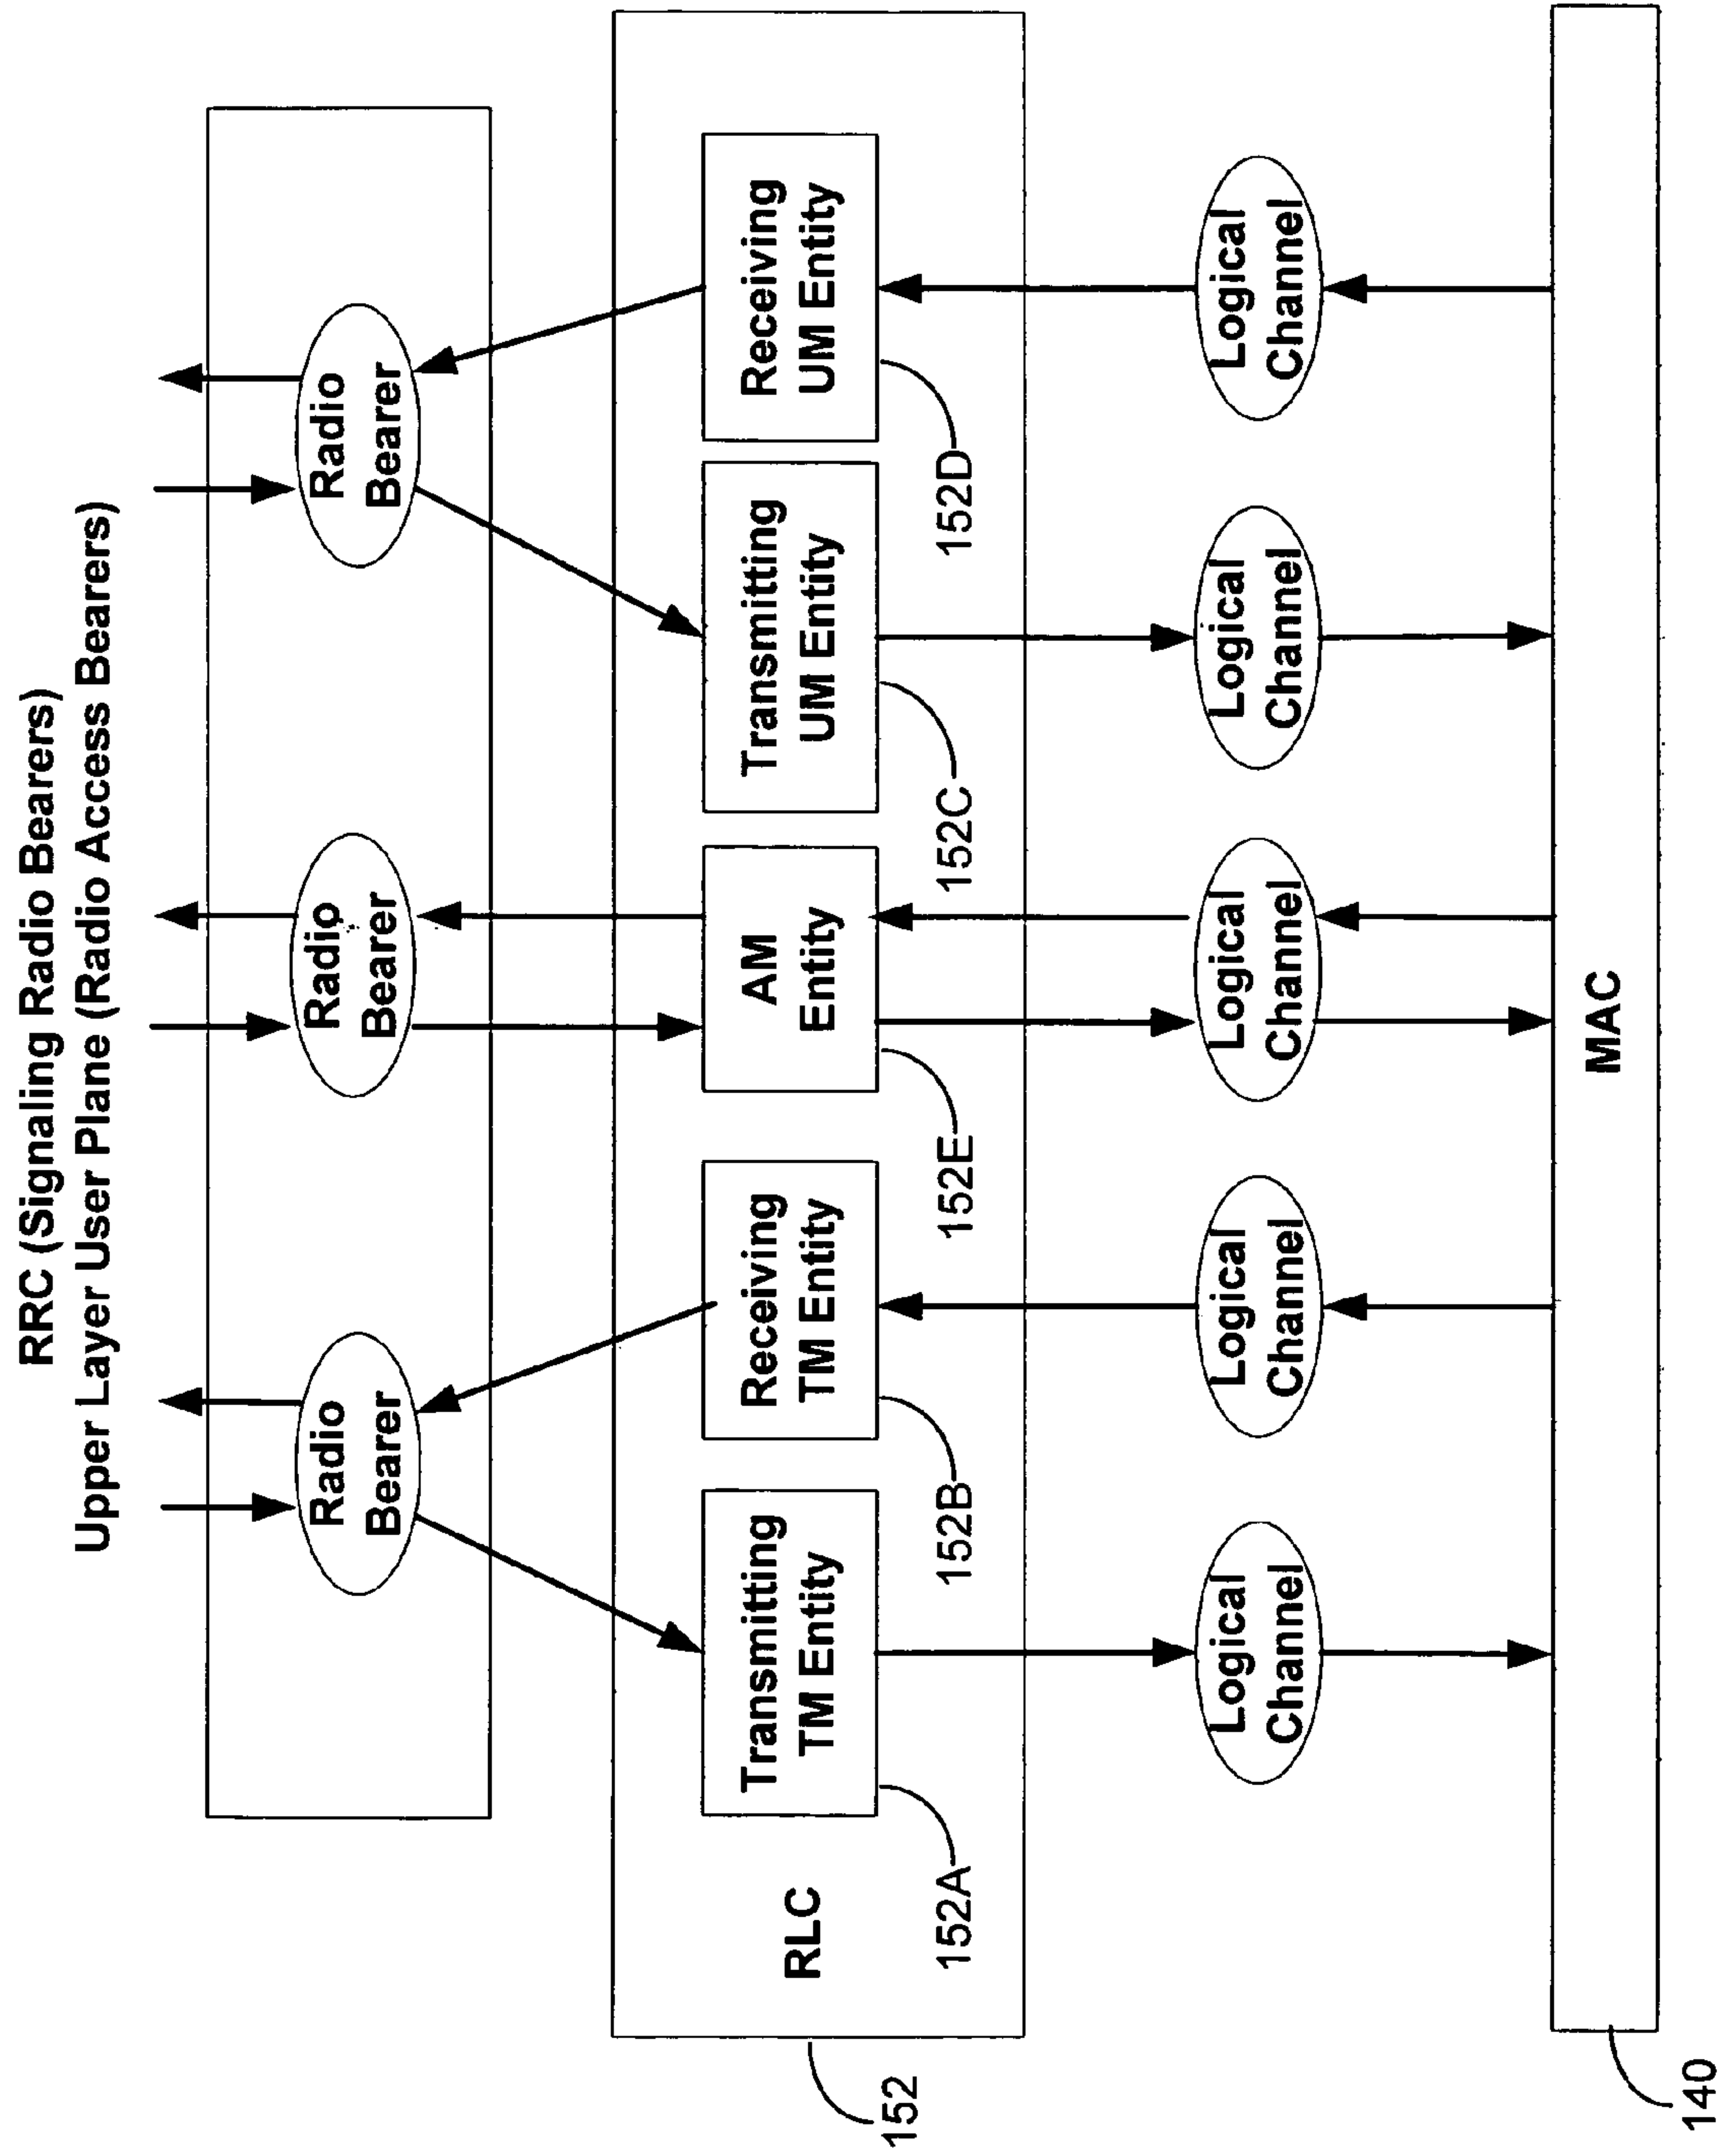 RRC (Signaling Radio Bearers)
Upper Layer User Plane (Radio Access Bearers)
Radio
Bearer
Radio
Bearer
Radio
Bearer
RLC
Transmitting
TM Entity
Receiving
TM Entity
AM
Entity
Transmitting
UM Entity
Receiving
UM Entity
152
152A
152B
152E
152C
152D
Logical
Channel
Logical
Channel
Logical
Channel
Logical
Channel
Logical
Channel
MAC
140